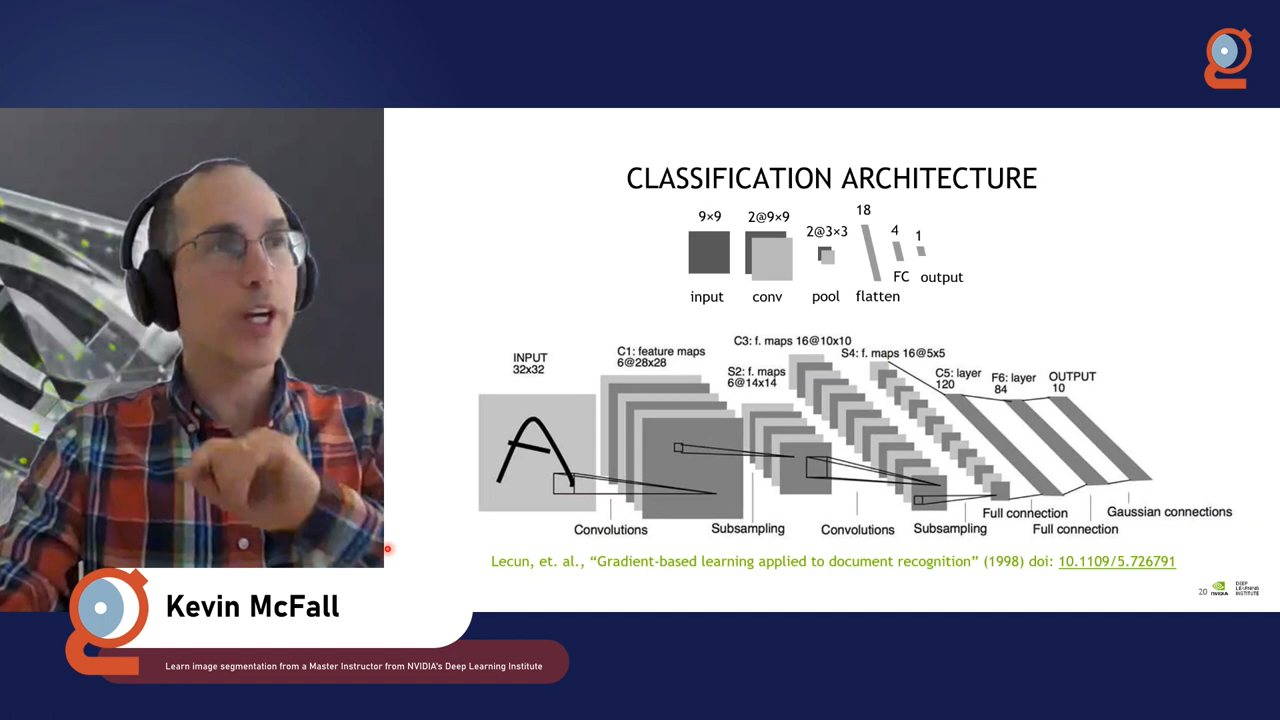 CLASSIFICATION ARCHITECTURE
9×9
2@9×9
2@3×3
18
4
1
input
conv
pool
flatten
FC
output
INPUT
32x32
C1: feature maps
6@28x28
S2: f. maps
6@14x14
C3: f. maps 16@10x10
S4: f. maps 16@5x5
C5: layer
120
F6: layer
84
OUTPUT
10
A
Convolutions
Subsampling
Convolutions
Subsampling
Full connection
Full connection
Gaussian connections
Lecun, et. al., “Gradient-based learning applied to document recognition” (1998) doi: 10.1109/5.726791
20
NVIDIA
DEEP
LEARNING
INSTITUTE
Kevin McFall
Learn image segmentation from a Master Instructor from NVIDIA's Deep Learning Institute